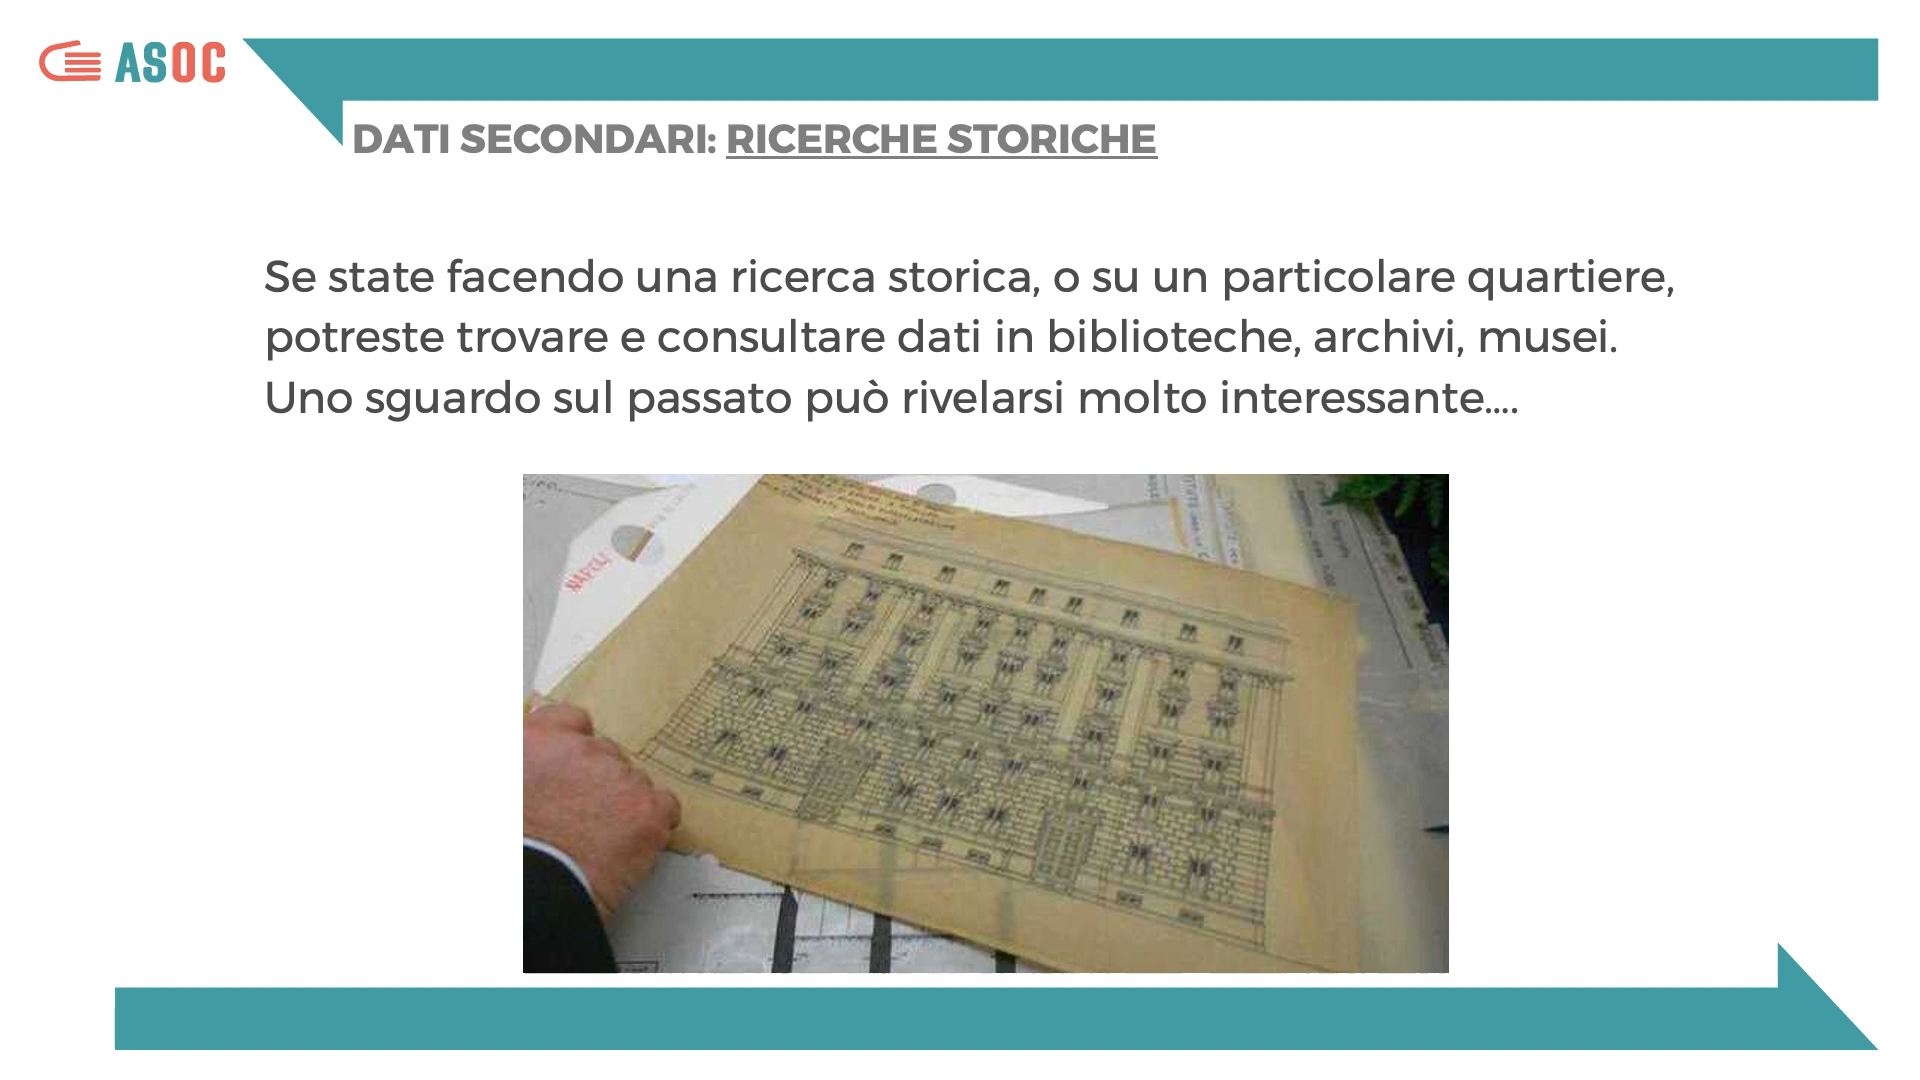 ASOC
DATI SECONDARI: RICERCHE STORICHE
Se state facendo una ricerca storica, o su un particolare quartiere,
potreste trovare e consultare dati in biblioteche, archivi, musei.
Uno sguardo sul passato può rivelarsi molto interessante....
NAPOLI